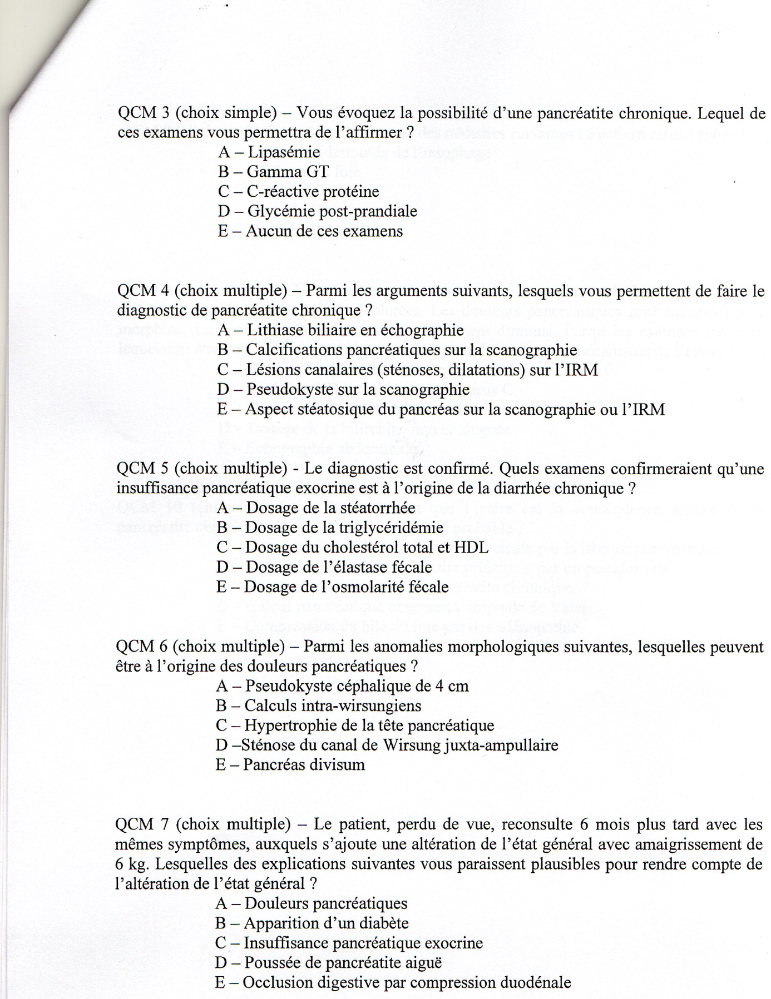 QCM 3 (choix simple) – Vous évoquez la possibilité d’une pancréatite chronique. Lequel de
ces examens vous permettra de l’affirmer ?
A – Lipasémie
B – Gamma GT
C – C-réactive protéine
D – Glycémie post-prandiale
E – Aucun de ces examens
QCM 4 (choix multiple) – Parmi les arguments suivants, lesquels vous permettent de faire le
diagnostic de pancréatite chronique ?
A – Lithiase biliaire en échographie
B – Calcifications pancréatiques sur la scanographie
C – Lésions canalaires (sténoses, dilatations) sur l’IRM
D – Pseudokyste sur la scanographie
E – Aspect stéatosique du pancréas sur la scanographie ou l’IRM
QCM 5 (choix multiple) - Le diagnostic est confirmé. Quels examens confirmeraient qu’une
insuffisance pancréatique exocrine est à l’origine de la diarrhée chronique ?
A – Dosage de la stéatorrhée
B – Dosage de la triglycéridémie
C – Dosage du cholestérol total et HDL
D – Dosage de l’élastase fécale
E – Dosage de l’osmolarité fécale
QCM 6 (choix multiple) – Parmi les anomalies morphologiques suivantes, lesquelles peuvent
être à l’origine des douleurs pancréatiques ?
A – Pseudokyste céphalique de 4 cm
B – Calculs intra-wirsungiens
C – Hypertrophie de la tête pancréatique
D –Sténose du canal de Wirsung juxta-ampullaire
E – Pancréas divisum
QCM 7 (choix multiple) – Le patient, perdu de vue, reconsulte 6 mois plus tard avec les
mêmes symptômes, auxquels s’ajoute une altération de l’état général avec amaigrissement de
6 kg. Lesquelles des explications suivantes vous paraissent plausibles pour rendre compte de
l’altération de l’état général ?
A – Douleurs pancréatiques
B – Apparition d’un diabète
C – Insuffisance pancréatique exocrine
D – Poussée de pancréatite aiguë
E – Occlusion digestive par compression duodénale